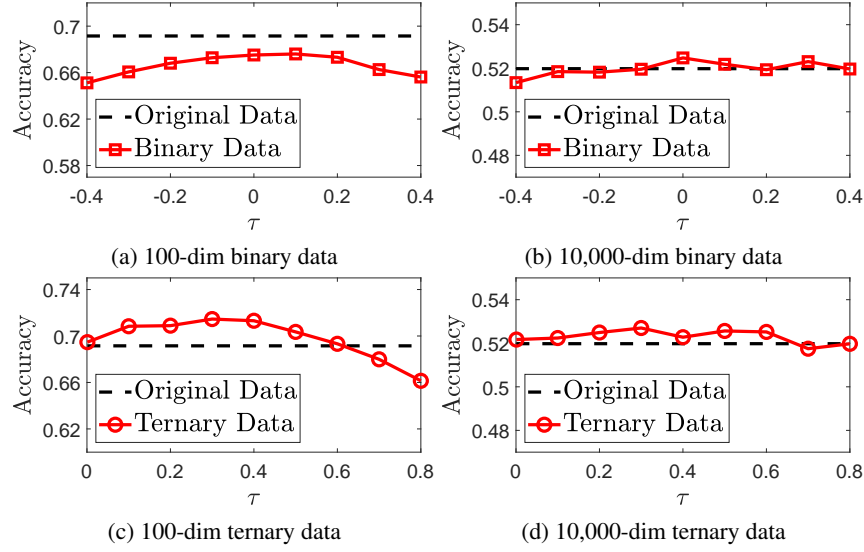 0.7
0.66
0.62
0.58
Accuracy
Original Data
Binary Data
-0.4 -0.2 0 0.2 0.4
τ
(a) 100-dim binary data
0.54
0.52
0.5
0.48
Accuracy
Original Data
Binary Data
-0.4 -0.2 0 0.2 0.4
τ
(b) 10,000-dim binary data
0.74
0.7
0.66
0.62
Accuracy
Original Data
Ternary Data
0 0.2 0.4 0.6 0.8
τ
(c) 100-dim ternary data
0.54
0.52
0.5
0.48
Accuracy
Original Data
Ternary Data
0 0.2 0.4 0.6 0.8
τ
(d) 10,000-dim ternary data